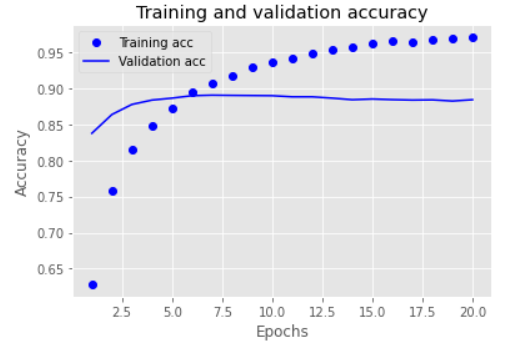 Training and validation accuracy
Training acc
Validation acc
0.95
0.90
0.85
0.80
0.75
0.70
0.65
Accuracy
2.5 5.0 7.5 10.0 12.5 15.0 17.5 20.0
Epochs